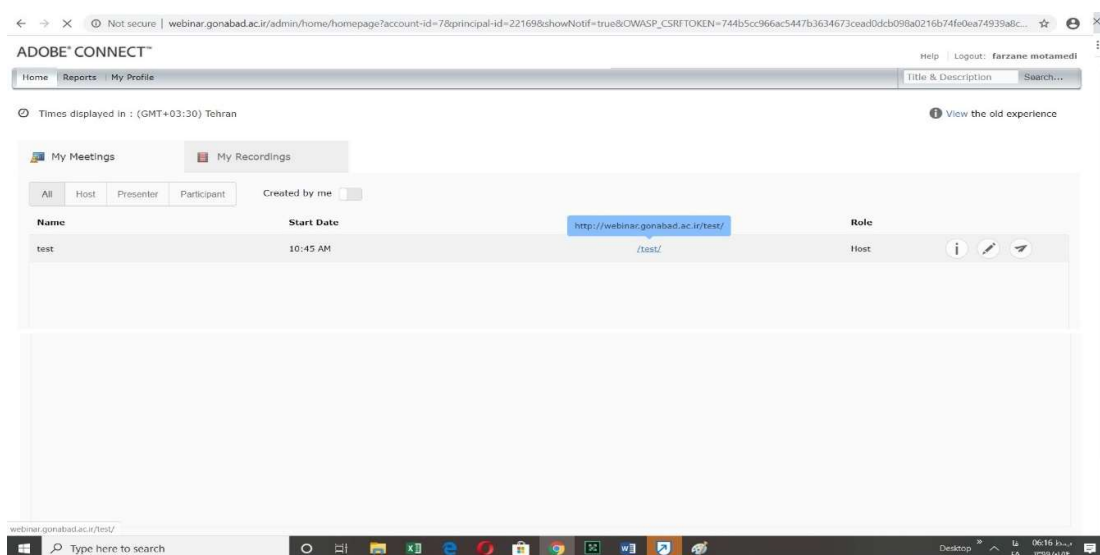 Not secure | webinar.gonabad.ac.ir/admin/home/homepage?account-id=7&principal-id=22169&showNotif=true&OWASP_CSRFTOKEN=744b5cc966ac5447b3634673cead0dcb098a0216b74fe0ea74939a8c...
ADOBE® CONNECT™
Help | Logout: farzane motamedi
Home Reports My Profile
Title & Description Search...
Times displayed in : (GMT+03:30) Tehran
View the old experience
My Meetings My Recordings
All Host Presenter Participant Created by me
Name Start Date Role
http://webinar.gonabad.ac.ir/test/
test 10:45 AM /test/ Host
webinar.gonabad.ac.ir/test/
Type here to search
Desktop » فا 06:16